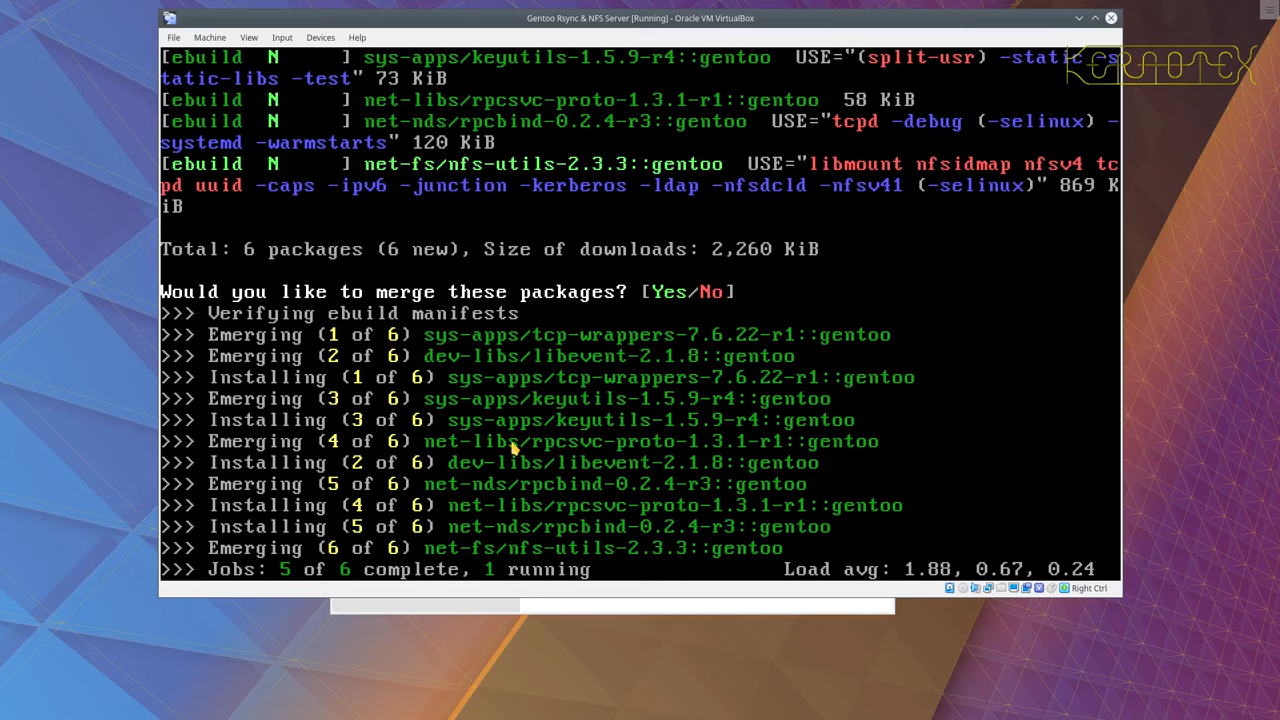 Gentoo Rsync & NFS Server [Running] - Oracle VM VirtualBox
File Machine View Input Devices Help
[ebuild  N     ] sys-apps/keyutils-1.5.9-r4::gentoo  USE="(split-usr) -static -s
tatic-libs -test" 73 KiB
[ebuild  N     ] net-libs/rpcsvc-proto-1.3.1-r1::gentoo  58 KiB
[ebuild  N     ] net-nds/rpcbind-0.2.4-r3::gentoo  USE="tcpd -debug (-selinux) -
systemd -warmstarts" 120 KiB
[ebuild  N     ] net-fs/nfs-utils-2.3.3::gentoo  USE="libmount nfsidmap nfsv4 tc
pd uuid -caps -ipv6 -junction -kerberos -ldap -nfsdcld -nfsv41 (-selinux)" 869 K
iB
Total: 6 packages (6 new), Size of downloads: 2,260 KiB
Would you like to merge these packages? [Yes/No]
>>> Verifying ebuild manifests
>>> Emerging (1 of 6) sys-apps/tcp-wrappers-7.6.22-r1::gentoo
>>> Emerging (2 of 6) dev-libs/libevent-2.1.8::gentoo
>>> Installing (1 of 6) sys-apps/tcp-wrappers-7.6.22-r1::gentoo
>>> Emerging (3 of 6) sys-apps/keyutils-1.5.9-r4::gentoo
>>> Installing (3 of 6) sys-apps/keyutils-1.5.9-r4::gentoo
>>> Emerging (4 of 6) net-libs/rpcsvc-proto-1.3.1-r1::gentoo
>>> Installing (2 of 6) dev-libs/libevent-2.1.8::gentoo
>>> Emerging (5 of 6) net-nds/rpcbind-0.2.4-r3::gentoo
>>> Installing (4 of 6) net-libs/rpcsvc-proto-1.3.1-r1::gentoo
>>> Installing (5 of 6) net-nds/rpcbind-0.2.4-r3::gentoo
>>> Emerging (6 of 6) net-fs/nfs-utils-2.3.3::gentoo
>>> Jobs: 5 of 6 complete, 1 running Load avg: 1.88, 0.67, 0.24
Right Ctrl